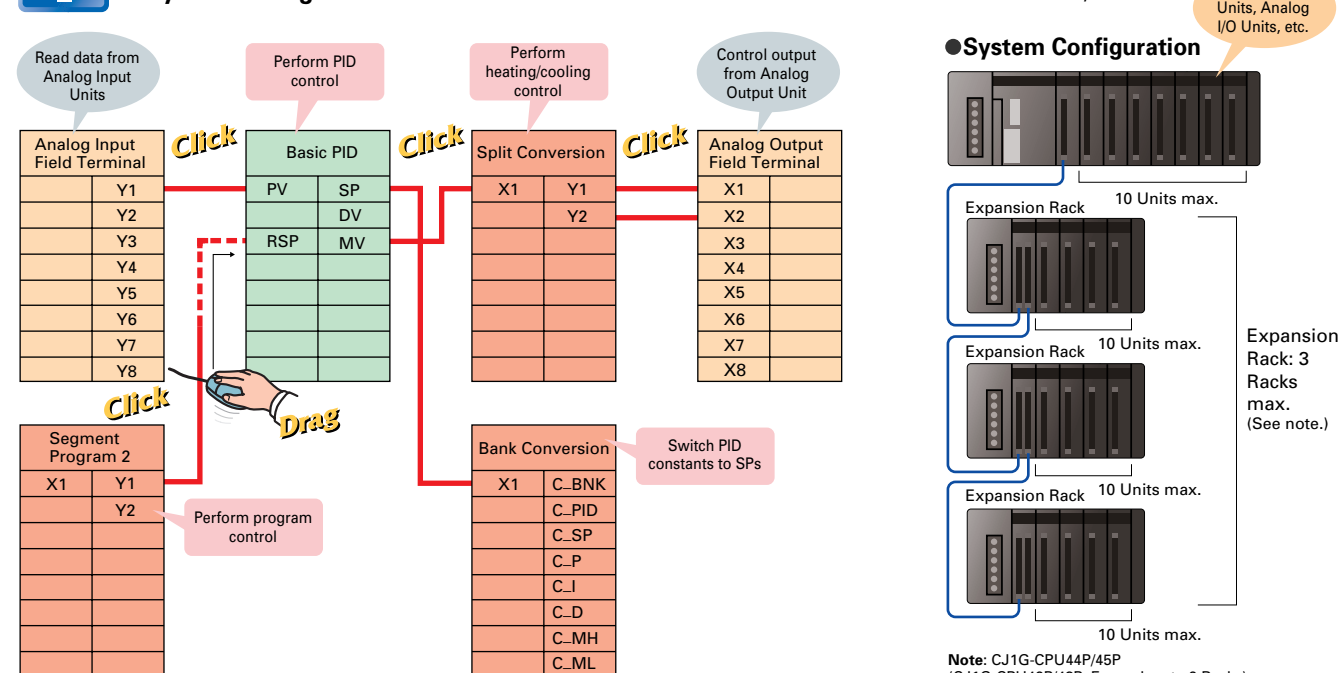 Units, Analog
I/O Units, etc.
Read data from
Analog Input
Units
Perform PID
control
Perform
heating/cooling
control
Control output
from Analog
Output Unit
Analog Input
Field Terminal
Y1
Y2
Y3
Y4
Y5
Y6
Y7
Y8
Click
Basic PID
PV SP
DV
RSP MV
Click
Split Conversion
X1 Y1
Y2
Click
Analog Output
Field Terminal
X1
X2
X3
X4
X5
X6
X7
X8
Click
Drag
Segment
Program 2
X1 Y1
Y2
Perform program
control
Bank Conversion
X1 C_BNK
C_PID
C_SP
C_P
C_I
C_D
C_MH
C_ML
Switch PID
constants to SPs
●System Configuration
10 Units max.
Expansion Rack
10 Units max.
Expansion Rack
10 Units max.
Expansion Rack
10 Units max.
Expansion
Rack: 3
Racks
max.
(See note.)
Note: CJ1G-CPU44P/45P